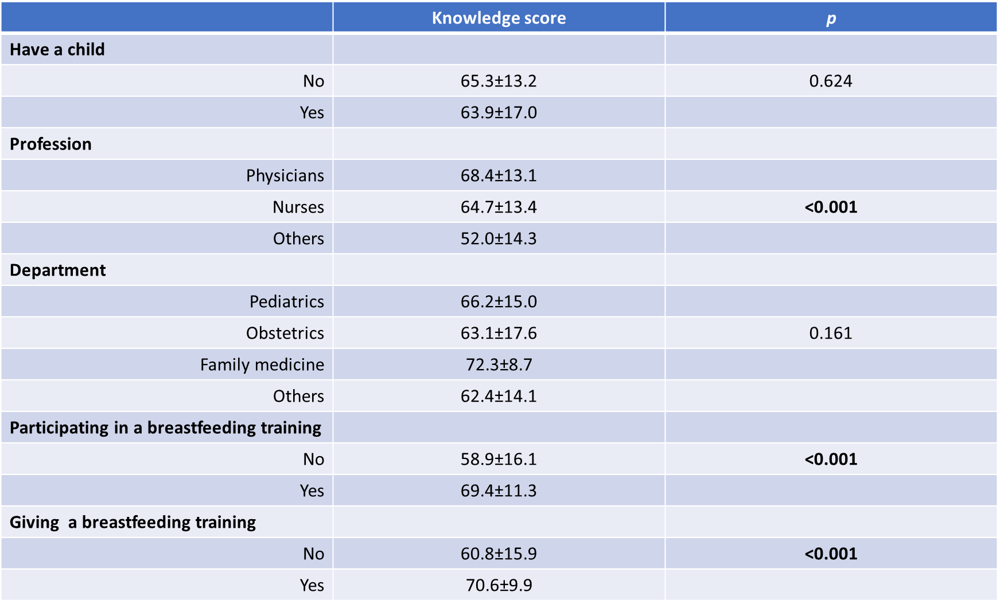 Knowledge score p
Have a child
No 65.3±13.2 0.624
Yes 63.9±17.0
Profession
Physicians 68.4±13.1
Nurses 64.7±13.4 <0.001
Others 52.0±14.3
Department
Pediatrics 66.2±15.0
Obstetrics 63.1±17.6 0.161
Family medicine 72.3±8.7
Others 62.4±14.1
Participating in a breastfeeding training
No 58.9±16.1 <0.001
Yes 69.4±11.3
Giving  a breastfeeding training
No 60.8±15.9 <0.001
Yes 70.6±9.9